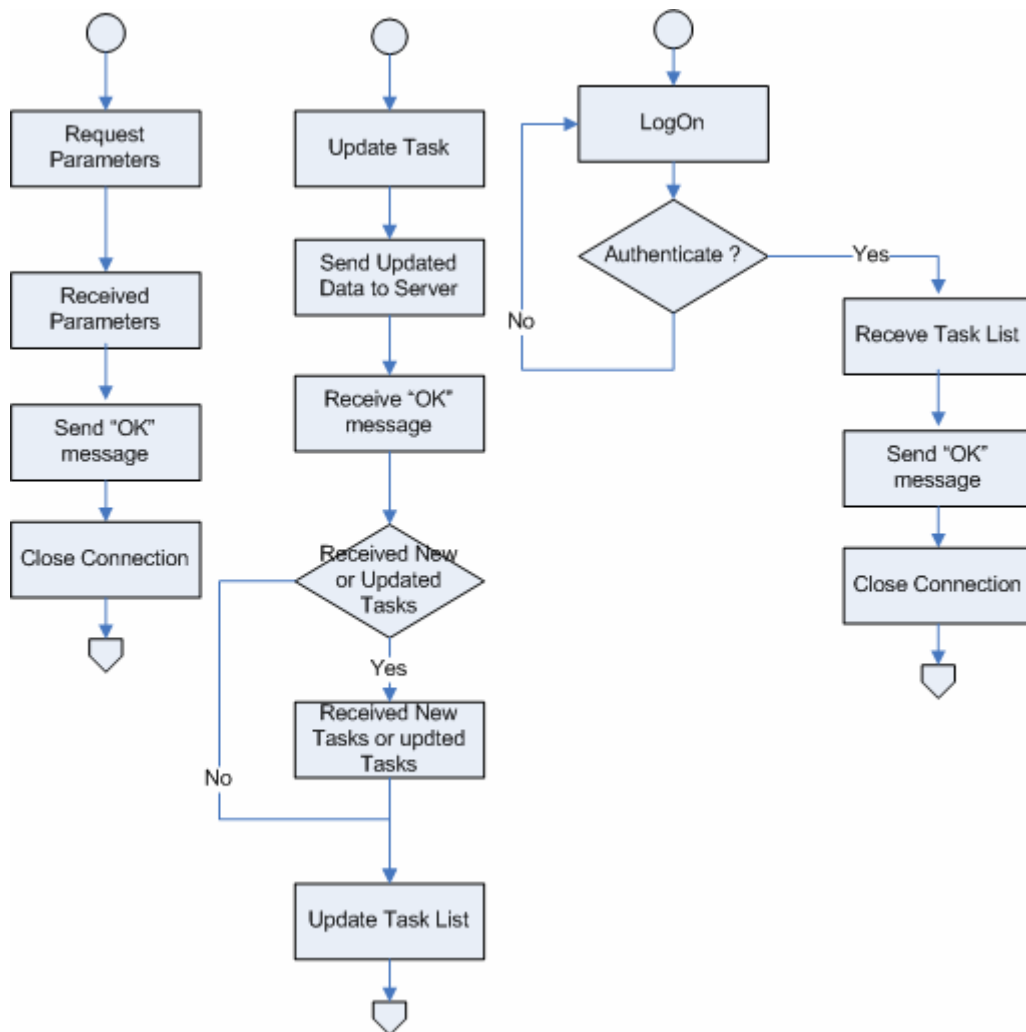 Request
Parameters
Received
Parameters
Send “OK”
message
Close Connection
Update Task
Send Updated
Data to Server
Receive “OK”
message
Received New
or Updated
Tasks
Yes
Received New
Tasks or updted
Tasks
No
Update Task List
LogOn
Authenticate ?
Yes
No
Receve Task List
Send “OK”
message
Close Connection